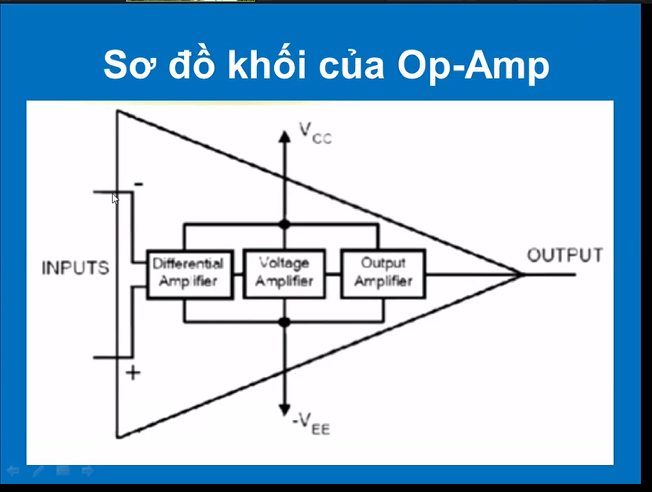 Sơ đồ khối của Op-Amp
VCC
-
INPUTS
Differential
Amplifier
Voltage
Amplifier
Output
Amplifier
OUTPUT
+
-VEE